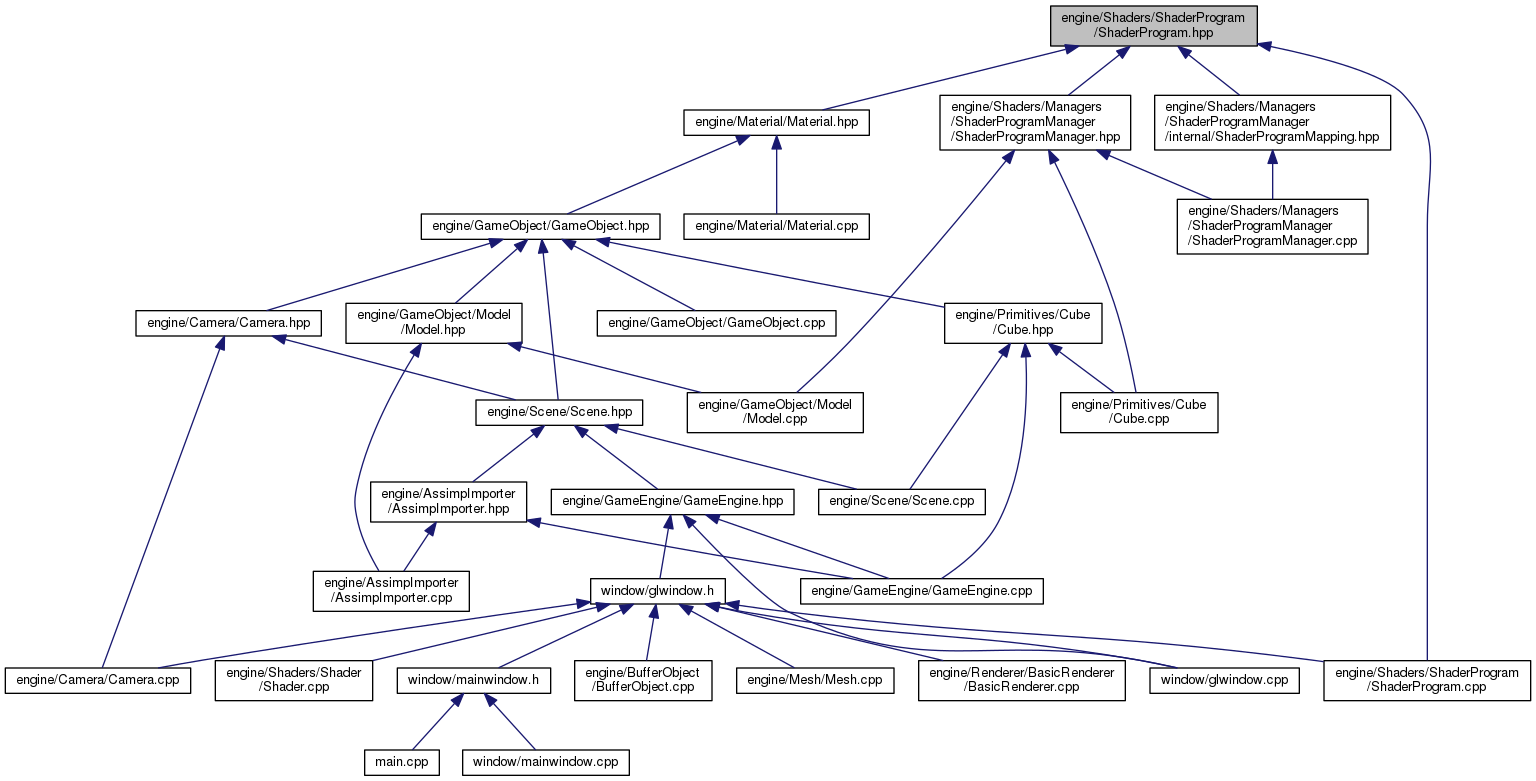 engine/Shaders/ShaderProgram
/ShaderProgram.hpp
engine/Material/Material.hpp
engine/Shaders/Managers
/ShaderProgramManager
/ShaderProgramManager.hpp
engine/Shaders/Managers
/ShaderProgramManager
/internal/ShaderProgramMapping.hpp
engine/GameObject/GameObject.hpp
engine/Material/Material.cpp
engine/Shaders/Managers
/ShaderProgramManager
/ShaderProgramManager.cpp
engine/Camera/Camera.hpp
engine/GameObject/Model
/Model.hpp
engine/GameObject/GameObject.cpp
engine/Primitives/Cube
/Cube.hpp
engine/Scene/Scene.hpp
engine/GameObject/Model
/Model.cpp
engine/Primitives/Cube
/Cube.cpp
engine/AssimpImporter
/AssimpImporter.hpp
engine/GameEngine/GameEngine.hpp
engine/Scene/Scene.cpp
engine/AssimpImporter
/AssimpImporter.cpp
window/glwindow.h
engine/GameEngine/GameEngine.cpp
engine/Camera/Camera.cpp
engine/Shaders/Shader
/Shader.cpp
window/mainwindow.h
engine/BufferObject
/BufferObject.cpp
engine/Mesh/Mesh.cpp
engine/Renderer/BasicRenderer
/BasicRenderer.cpp
window/glwindow.cpp
engine/Shaders/ShaderProgram
/ShaderProgram.cpp
main.cpp
window/mainwindow.cpp